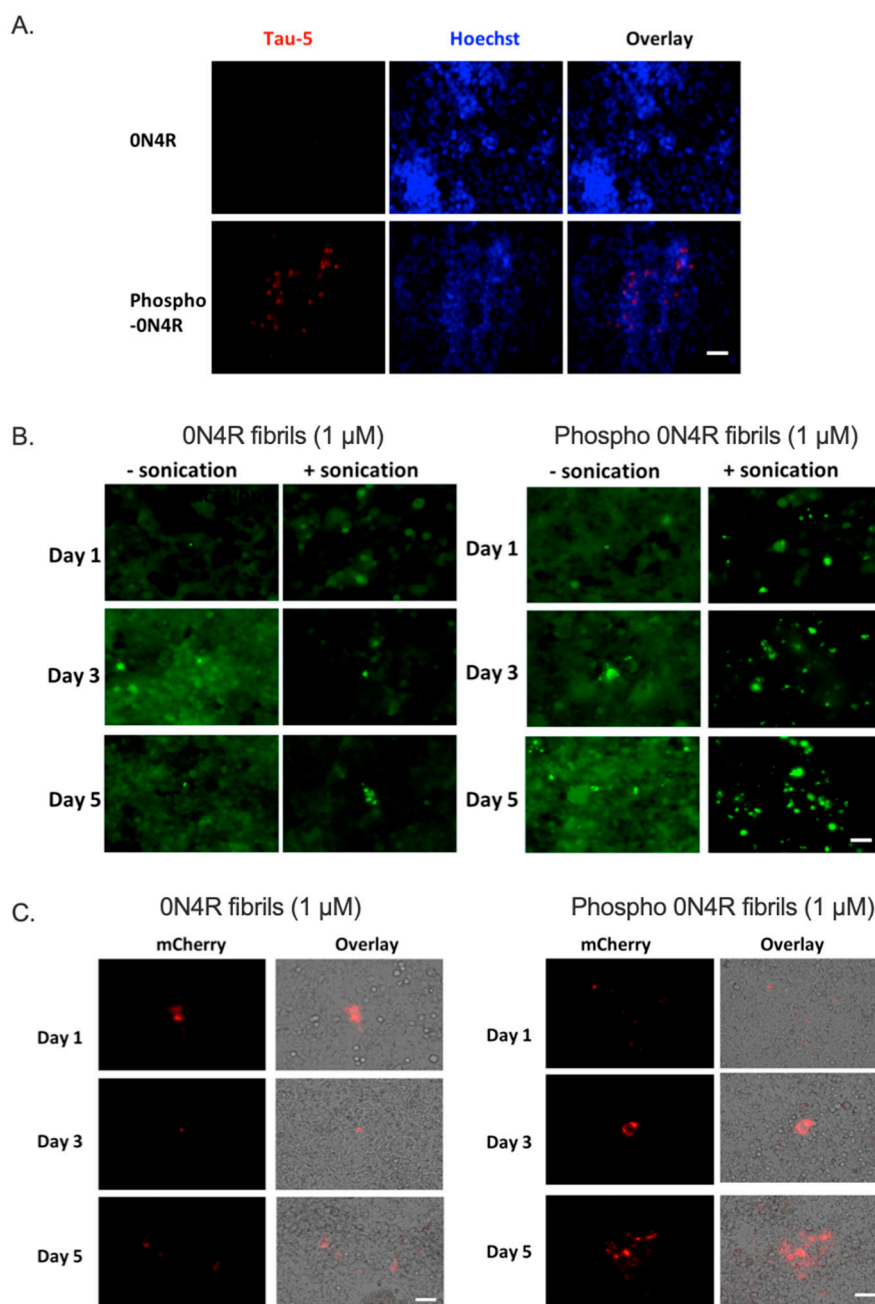 A.
Tau-5 Hoechst Overlay
0N4R
Phospho
-0N4R
B.
0N4R fibrils (1 μM) Phospho 0N4R fibrils (1 μM)
- sonication + sonication - sonication + sonication
Day 1 Day 1
Day 3 Day 3
Day 5 Day 5
C.
0N4R fibrils (1 μM) Phospho 0N4R fibrils (1 μM)
mCherry Overlay mCherry Overlay
Day 1 Day 1
Day 3 Day 3
Day 5 Day 5